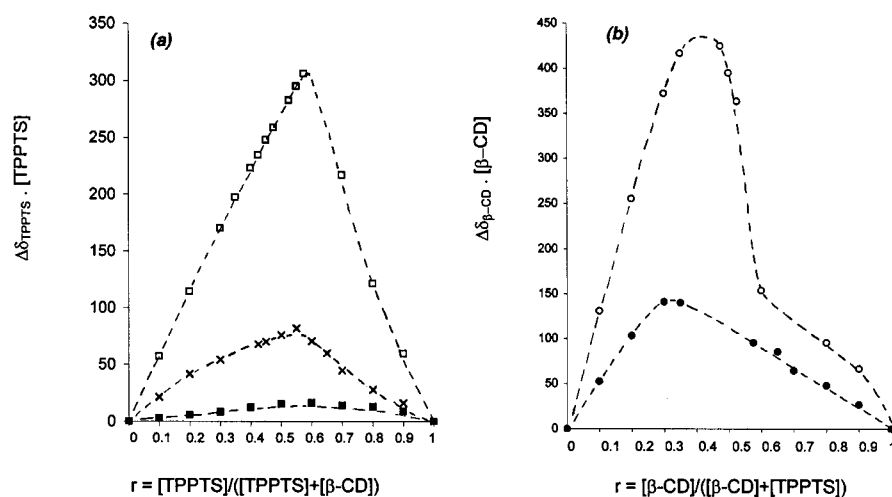 (a)
350
300
250
200
150
100
50
0
ΔδTPPTS · [TPPTS]
0 0.1 0.2 0.3 0.4 0.5 0.6 0.7 0.8 0.9 1
r = [TPPTS]/([TPPTS]+[β-CD])
(b)
450
400
350
300
250
200
150
100
50
0
Δδβ–CD · [β–CD]
0 0.1 0.2 0.3 0.4 0.5 0.6 0.7 0.8 0.9 1
r = [β-CD]/([β-CD]+[TPPTS])